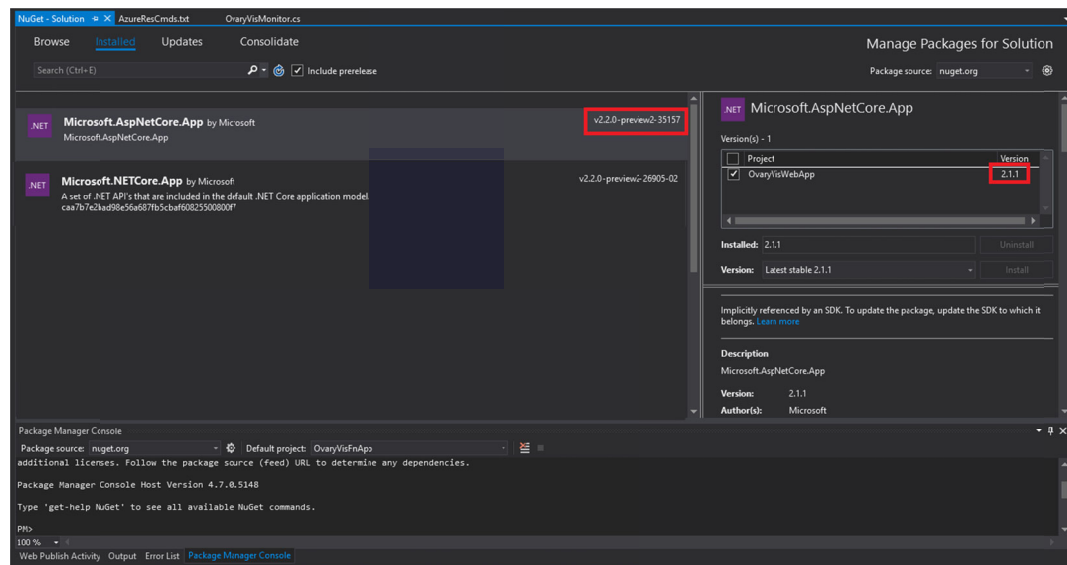 NuGet - Solution AzureResCmds.txt OvaryVisMonitor.cs
Browse Installed Updates Consolidate
Manage Packages for Solution
Search (Ctrl+E) Include prerelease
Package source: nuget.org
.NET Microsoft.AspNetCore.App by Microsoft v2.2.0-preview2-35157
Microsoft.AspNetCore.App
.NET Microsoft.NETCore.App by Microsoft v2.2.0-preview2-26905-02
A set of .NET API's that are included in the default .NET Core application model.
.NET Microsoft.AspNetCore.App
Version(s) - 1
Project Version
OvaryVisWebApp 2.1.1
Installed: 2.1.1 Uninstall
Version: Latest stable 2.1.1 Install
Implicitly referenced by an SDK. To update the package, update the SDK to which it
belongs. Learn more
Description
Microsoft.AspNetCore.App
Version: 2.1.1
Author(s): Microsoft
Package Manager Console
Package source: nuget.org Default project: OvaryVisFnApp
additional licenses. Follow the package source (feed) URL to determine any dependencies.
Package Manager Console Host Version 4.7.0.5148
Type 'get-help NuGet' to see all available NuGet commands.
PM>
100 %
Web Publish Activity Output Error List Package Manager Console